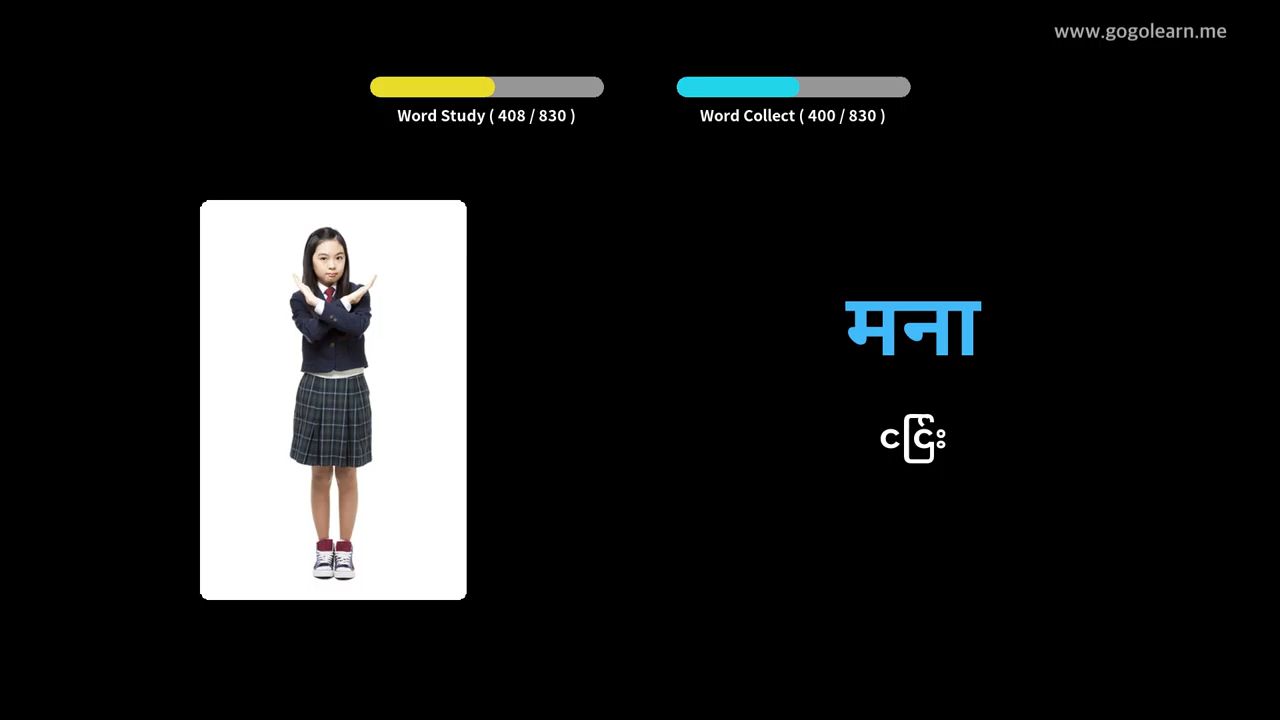 www.gogolearn.me
Word Study ( 408 / 830 )
Word Collect ( 400 / 830 )
मना
ငြင်း